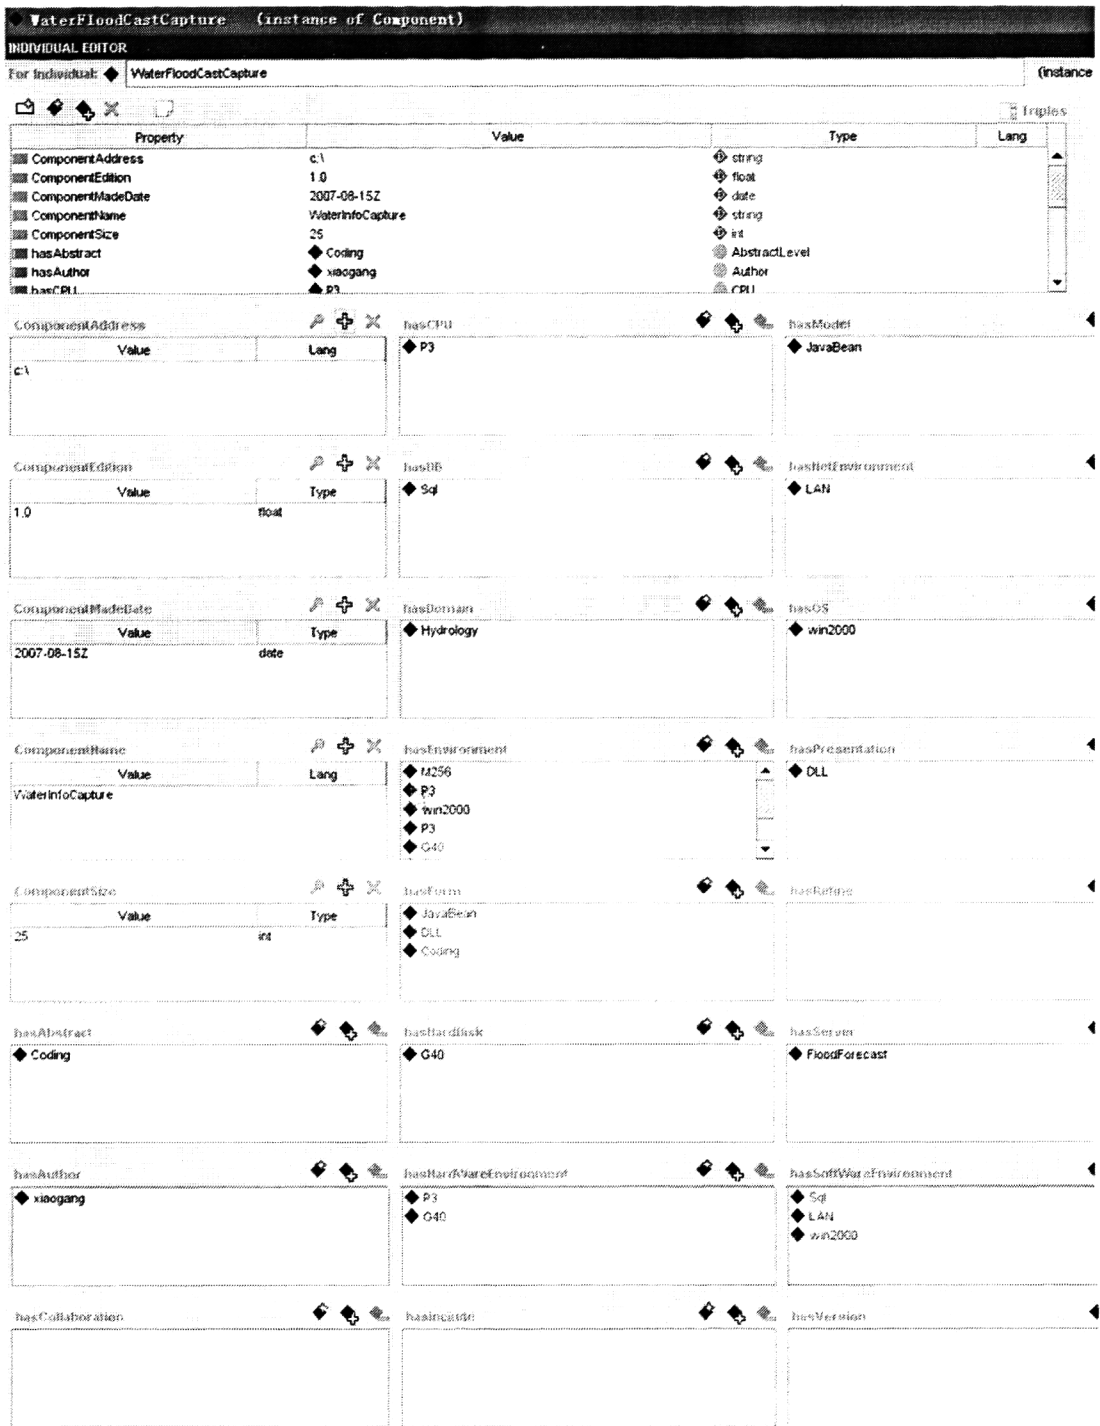 WaterFloodCastCapture (instance of Component)
INDIVIDUAL EDITOR
For Individual: WaterFloodCastCapture (instance
Triples
Property Value Type Lang
ComponentAddress c:\ string
ComponentEdition 1.0 float
ComponentMadeDate 2007-08-15Z date
ComponentName WaterInfoCapture string
ComponentSize 25 int
hasAbstract Coding AbstractLevel
hasAuthor xiaogang Author
hasCPU P3 CPU
ComponentAddress hasCPU hasModel
Value Lang P3 JavaBean
c:\
ComponentEdition hasDB hasNetEnvironment
Value Type Sql LAN
1.0 float
ComponentMadeDate hasDomain hasOS
Value Type Hydrology win2000
2007-08-15Z date
ComponentName hasEnvironment hasPresentation
Value Lang M256 DLL
WaterInfoCapture P3
win2000
P3
G40
ComponentSize hasForm hasRefine
Value Type JavaBean
25 int DLL
Coding
hasAbstract hasHardDisk hasServer
Coding G40 FloodForecast
hasAuthor hasHardWareEnvironment hasSoftWareEnvironment
xiaogang P3 Sql
G40 LAN
win2000
hasCollaboration hasInclude hasVersion